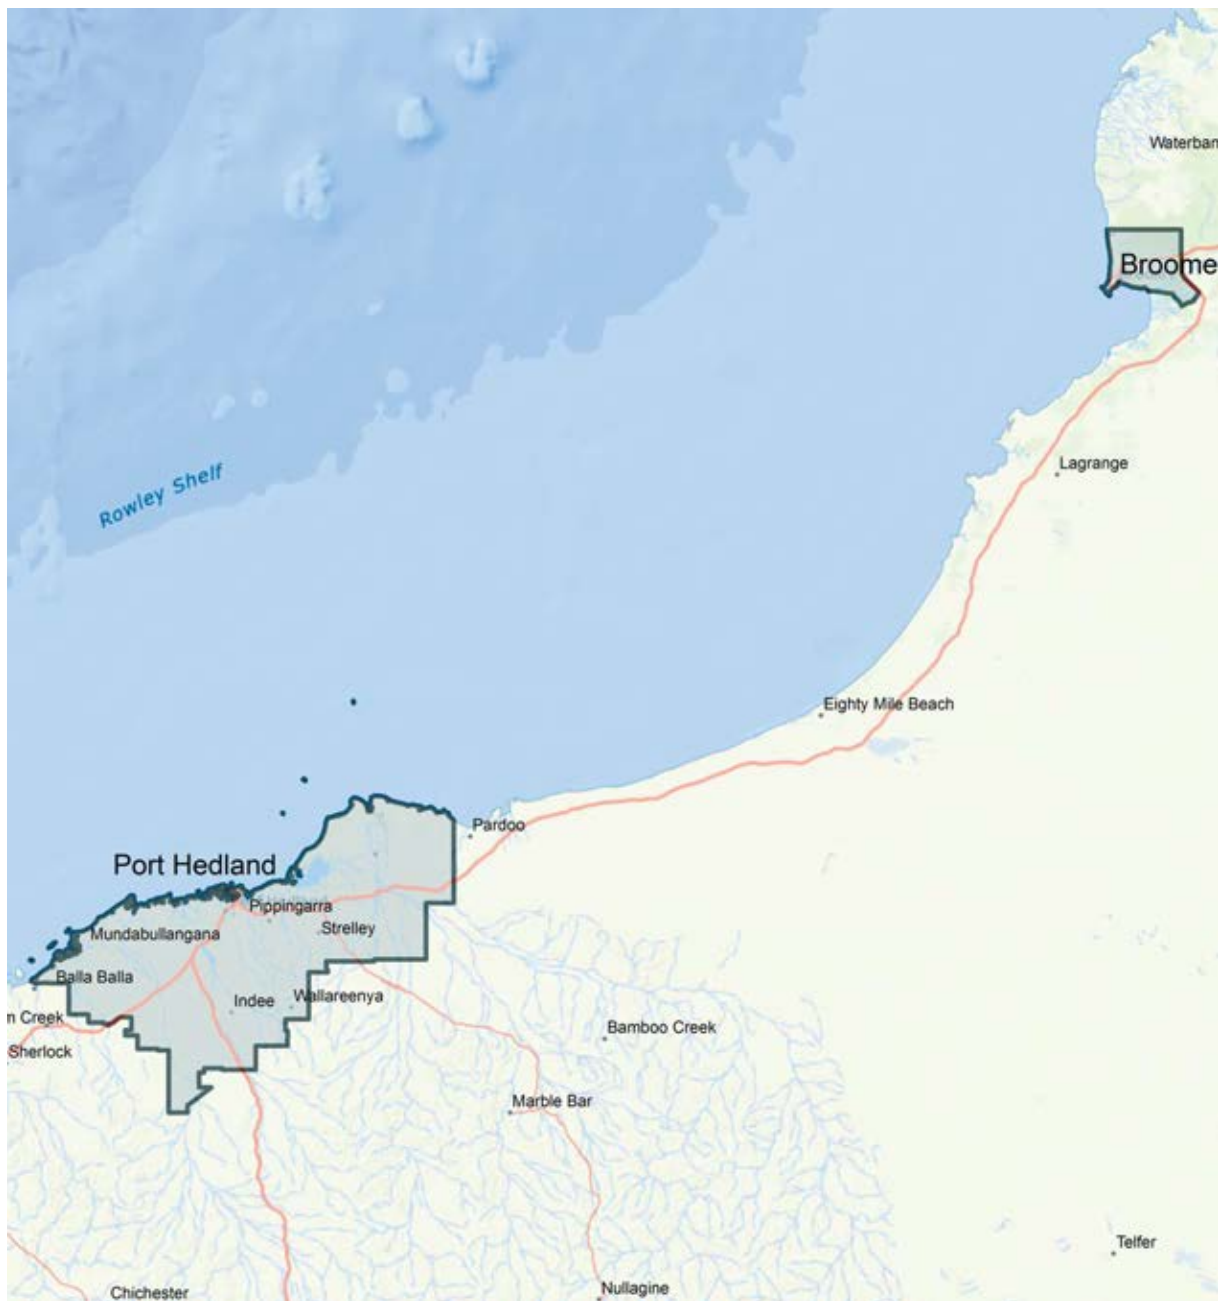 Waterban
Broome
Lagrange
Rowley Shelf
Eighty Mile Beach
Pardoo
Port Hedland
Pippingarra
Mundabullangana
Strelley
Balla Balla
Indee
Wallareenya
m Creek
Bamboo Creek
Sherlock
Marble Bar
Telfer
Chichester
Nullagine